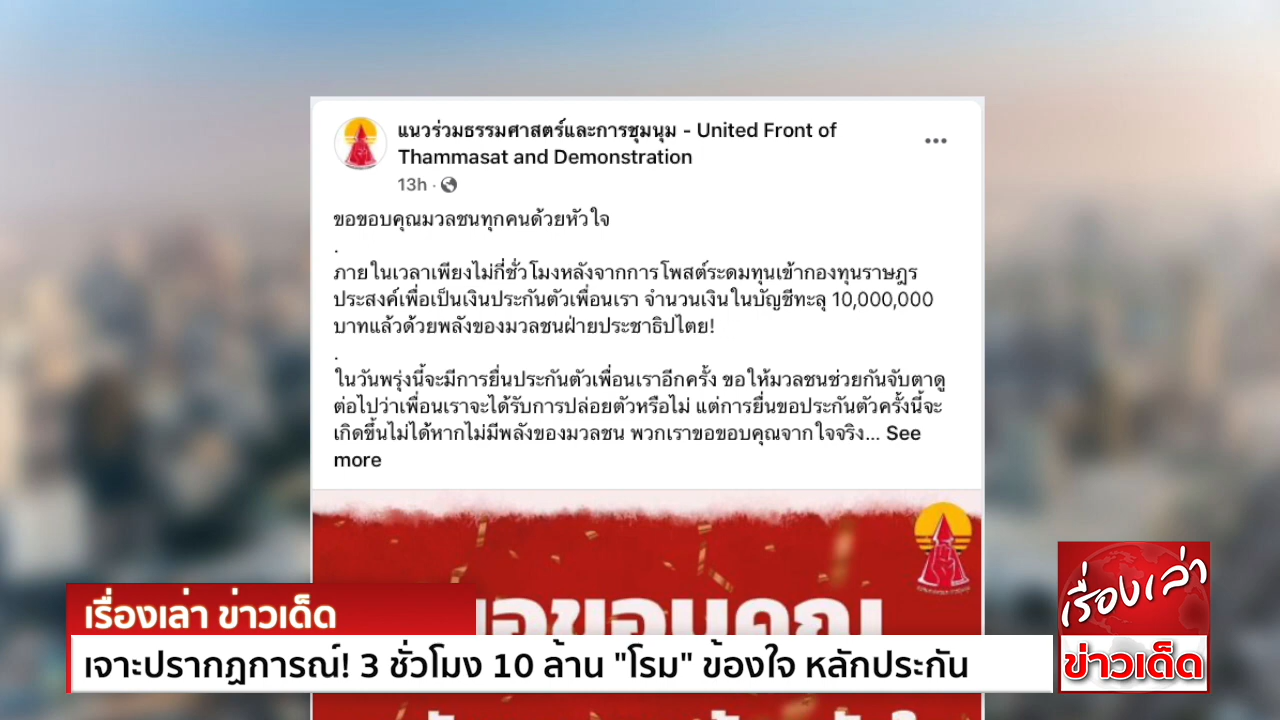 แนวร่วมธรรมศาสตร์และการชุมนุม - United Front of
Thammasat and Demonstration
13h ·
ขอขอบคุณมวลชนทุกคนด้วยหัวใจ
.
ภายในเวลาเพียงไม่กี่ชั่วโมงหลังจากการโพสต์ระดมทุนเข้ากองทุนราษฎร
ประสงค์เพื่อเป็นเงินประกันตัวเพื่อนเรา จำนวนเงินในบัญชีทะลุ 10,000,000
บาทแล้วด้วยพลังของมวลชนฝ่ายประชาธิปไตย!
.
ในวันพรุ่งนี้จะมีการยื่นประกันตัวเพื่อนเราอีกครั้ง ขอให้มวลชนช่วยกันจับตาดู
ต่อไปว่าเพื่อนเราจะได้รับการปล่อยตัวหรือไม่ แต่การยื่นขอประกันตัวครั้งนี้จะ
เกิดขึ้นไม่ได้หากไม่มีพลังของมวลชน พวกเราขอขอบคุณจากใจจริง... See
more
ขอขอบคุณ
เรื่องเล่า ข่าวเด็ด
เจาะปรากฏการณ์! 3 ชั่วโมง 10 ล้าน "โรม" ข้องใจ หลักประกัน
เรื่องเล่า
ข่าวเด็ด